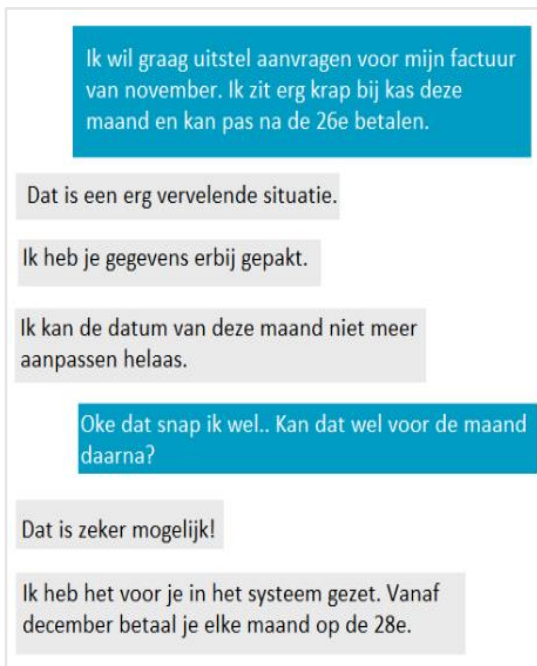 Ik wil graag uitstel aanvragen voor mijn factuur
van november. Ik zit erg krap bij kas deze
maand en kan pas na de 26e betalen.
Dat is een erg vervelende situatie.
Ik heb je gegevens erbij gepakt.
Ik kan de datum van deze maand niet meer
aanpassen helaas.
Oke dat snap ik wel.. Kan dat wel voor de maand
daarna?
Dat is zeker mogelijk!
Ik heb het voor je in het systeem gezet. Vanaf
december betaal je elke maand op de 28e.